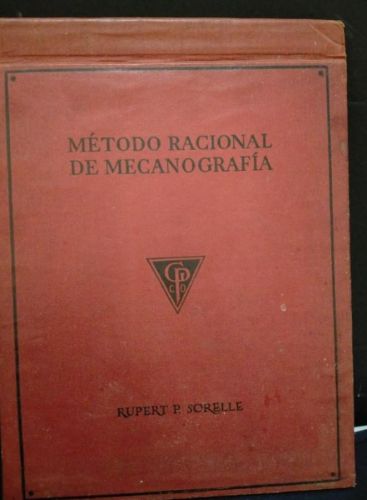 MÉTODO RACIONAL
DE MECANOGRAFÍA
RUPERT P. SORELLE